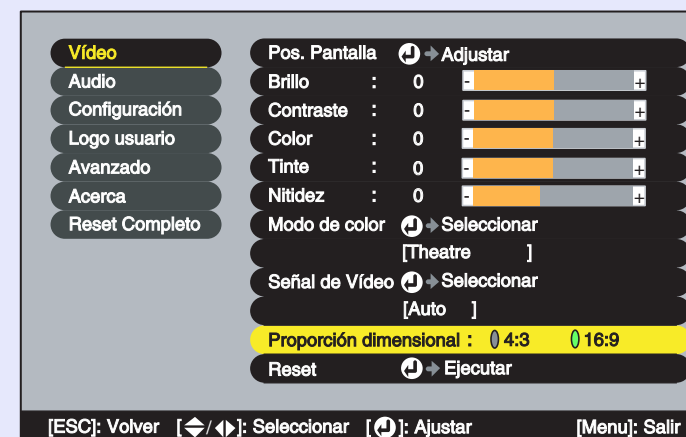 Vídeo
Audio
Configuración
Logo usuario
Avanzado
Acerca
Reset Completo
Pos. Pantalla Adjustar
Brillo : 0 - +
Contraste : 0 - +
Color : 0 - +
Tinte : 0 - +
Nitidez : 0 - +
Modo de color Seleccionar
[Theatre ]
Señal de Vídeo Seleccionar
[Auto ]
Proporción dimensional : 4:3 16:9
Reset Ejecutar
[ESC]: Volver [ / ]: Seleccionar [ ]: Ajustar [Menu]: Salir